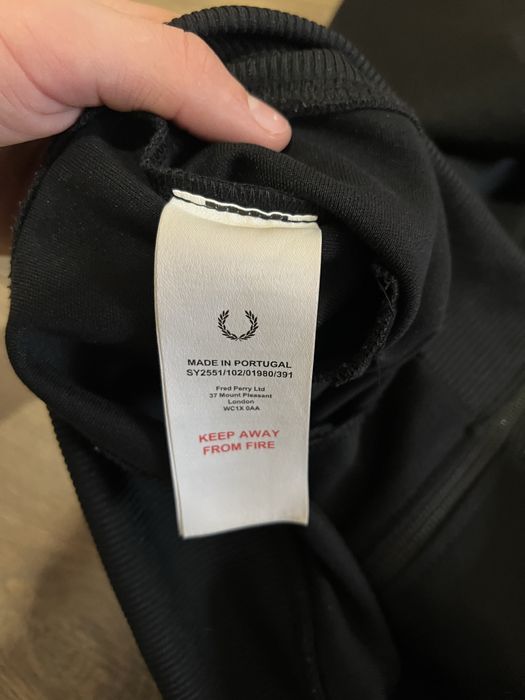 MADE IN PORTUGAL
SY2551/102/01980/391
Fred Perry Ltd
37 Mount Pleasant
London
WC1X 0AA
KEEP AWAY
FROM FIRE